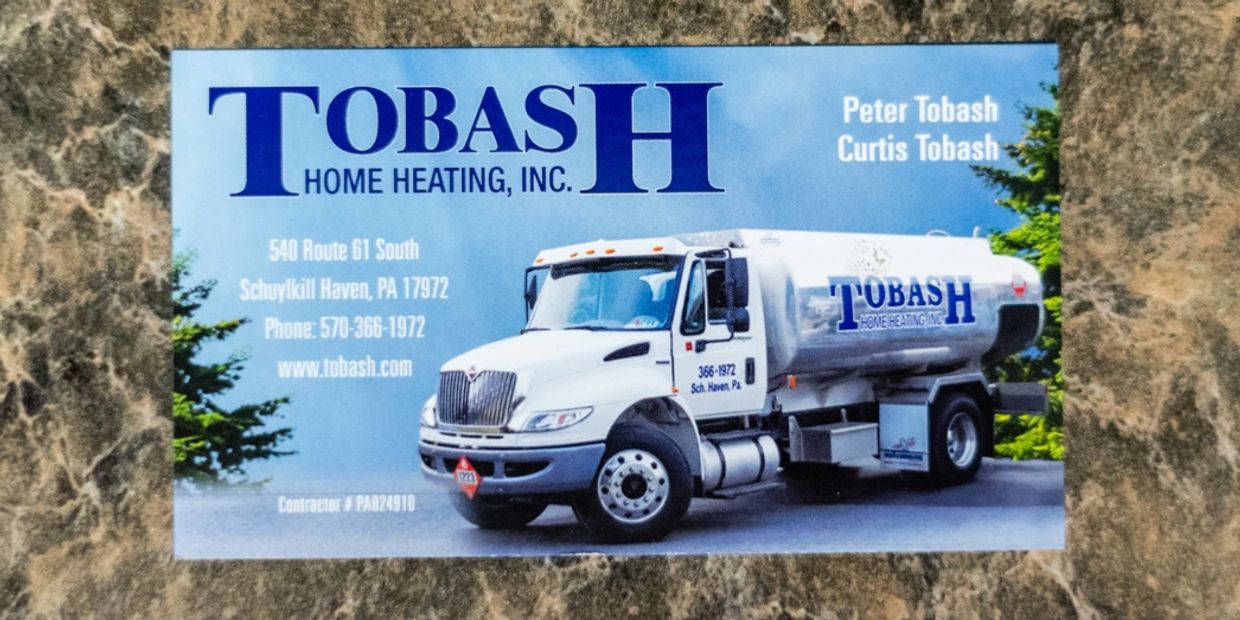 TOBASH
HOME HEATING, INC.
Peter Tobash
Curtis Tobash
540 Route 61 South
Schuylkill Haven, PA 17972
Phone: 570-366-1972
www.tobash.com
Contractor # PA024910
TOBASH
HOME HEATING, INC.
366-1972
Sch. Haven, Pa.
1223